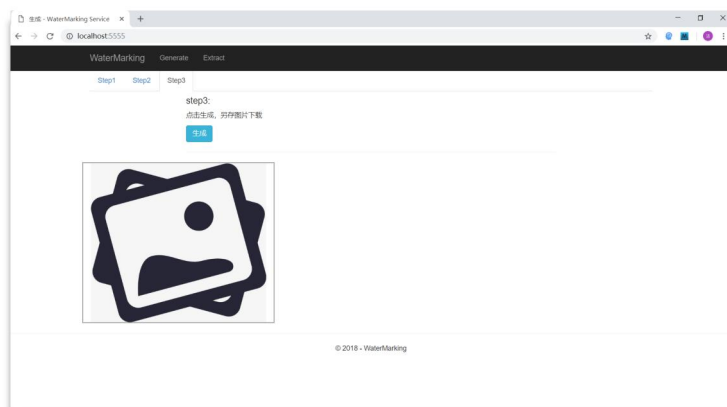 生成 - WaterMarking Service
localhost:5555
WaterMarking Generate Extract
Step1 Step2 Step3
step3:
点击生成，另存图片下载
生成
© 2018 - WaterMarking